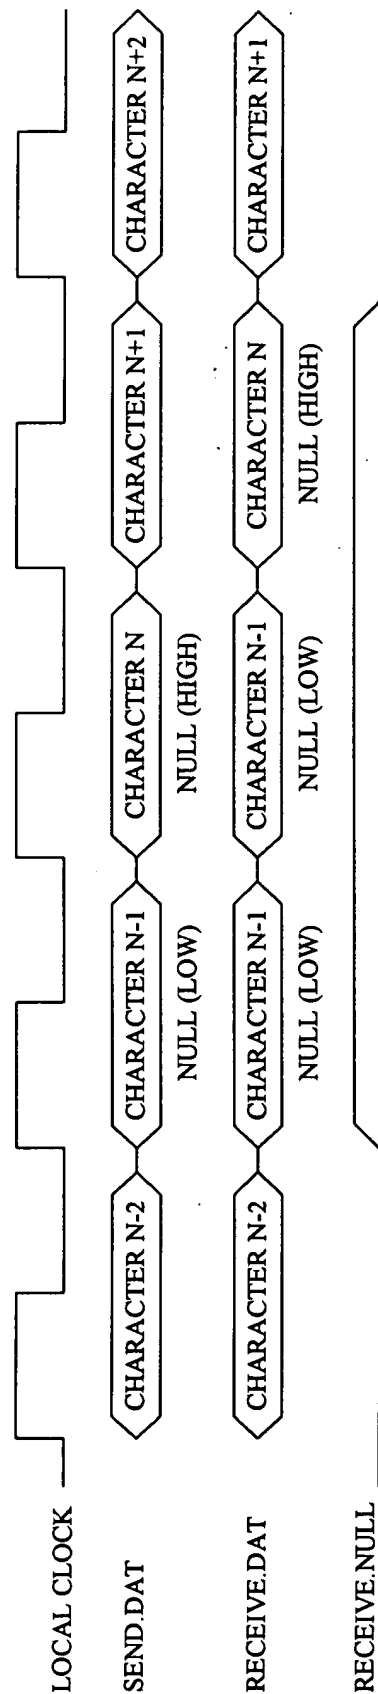 LOCAL CLOCK
SEND.DAT
CHARACTER N-2
CHARACTER N-1
CHARACTER N
CHARACTER N+1
CHARACTER N+2
NULL (LOW)
NULL (HIGH)
RECEIVE.DAT
CHARACTER N-2
CHARACTER N-1
CHARACTER N-1
CHARACTER N
CHARACTER N+1
NULL (LOW)
NULL (LOW)
NULL (HIGH)
RECEIVE.NULL